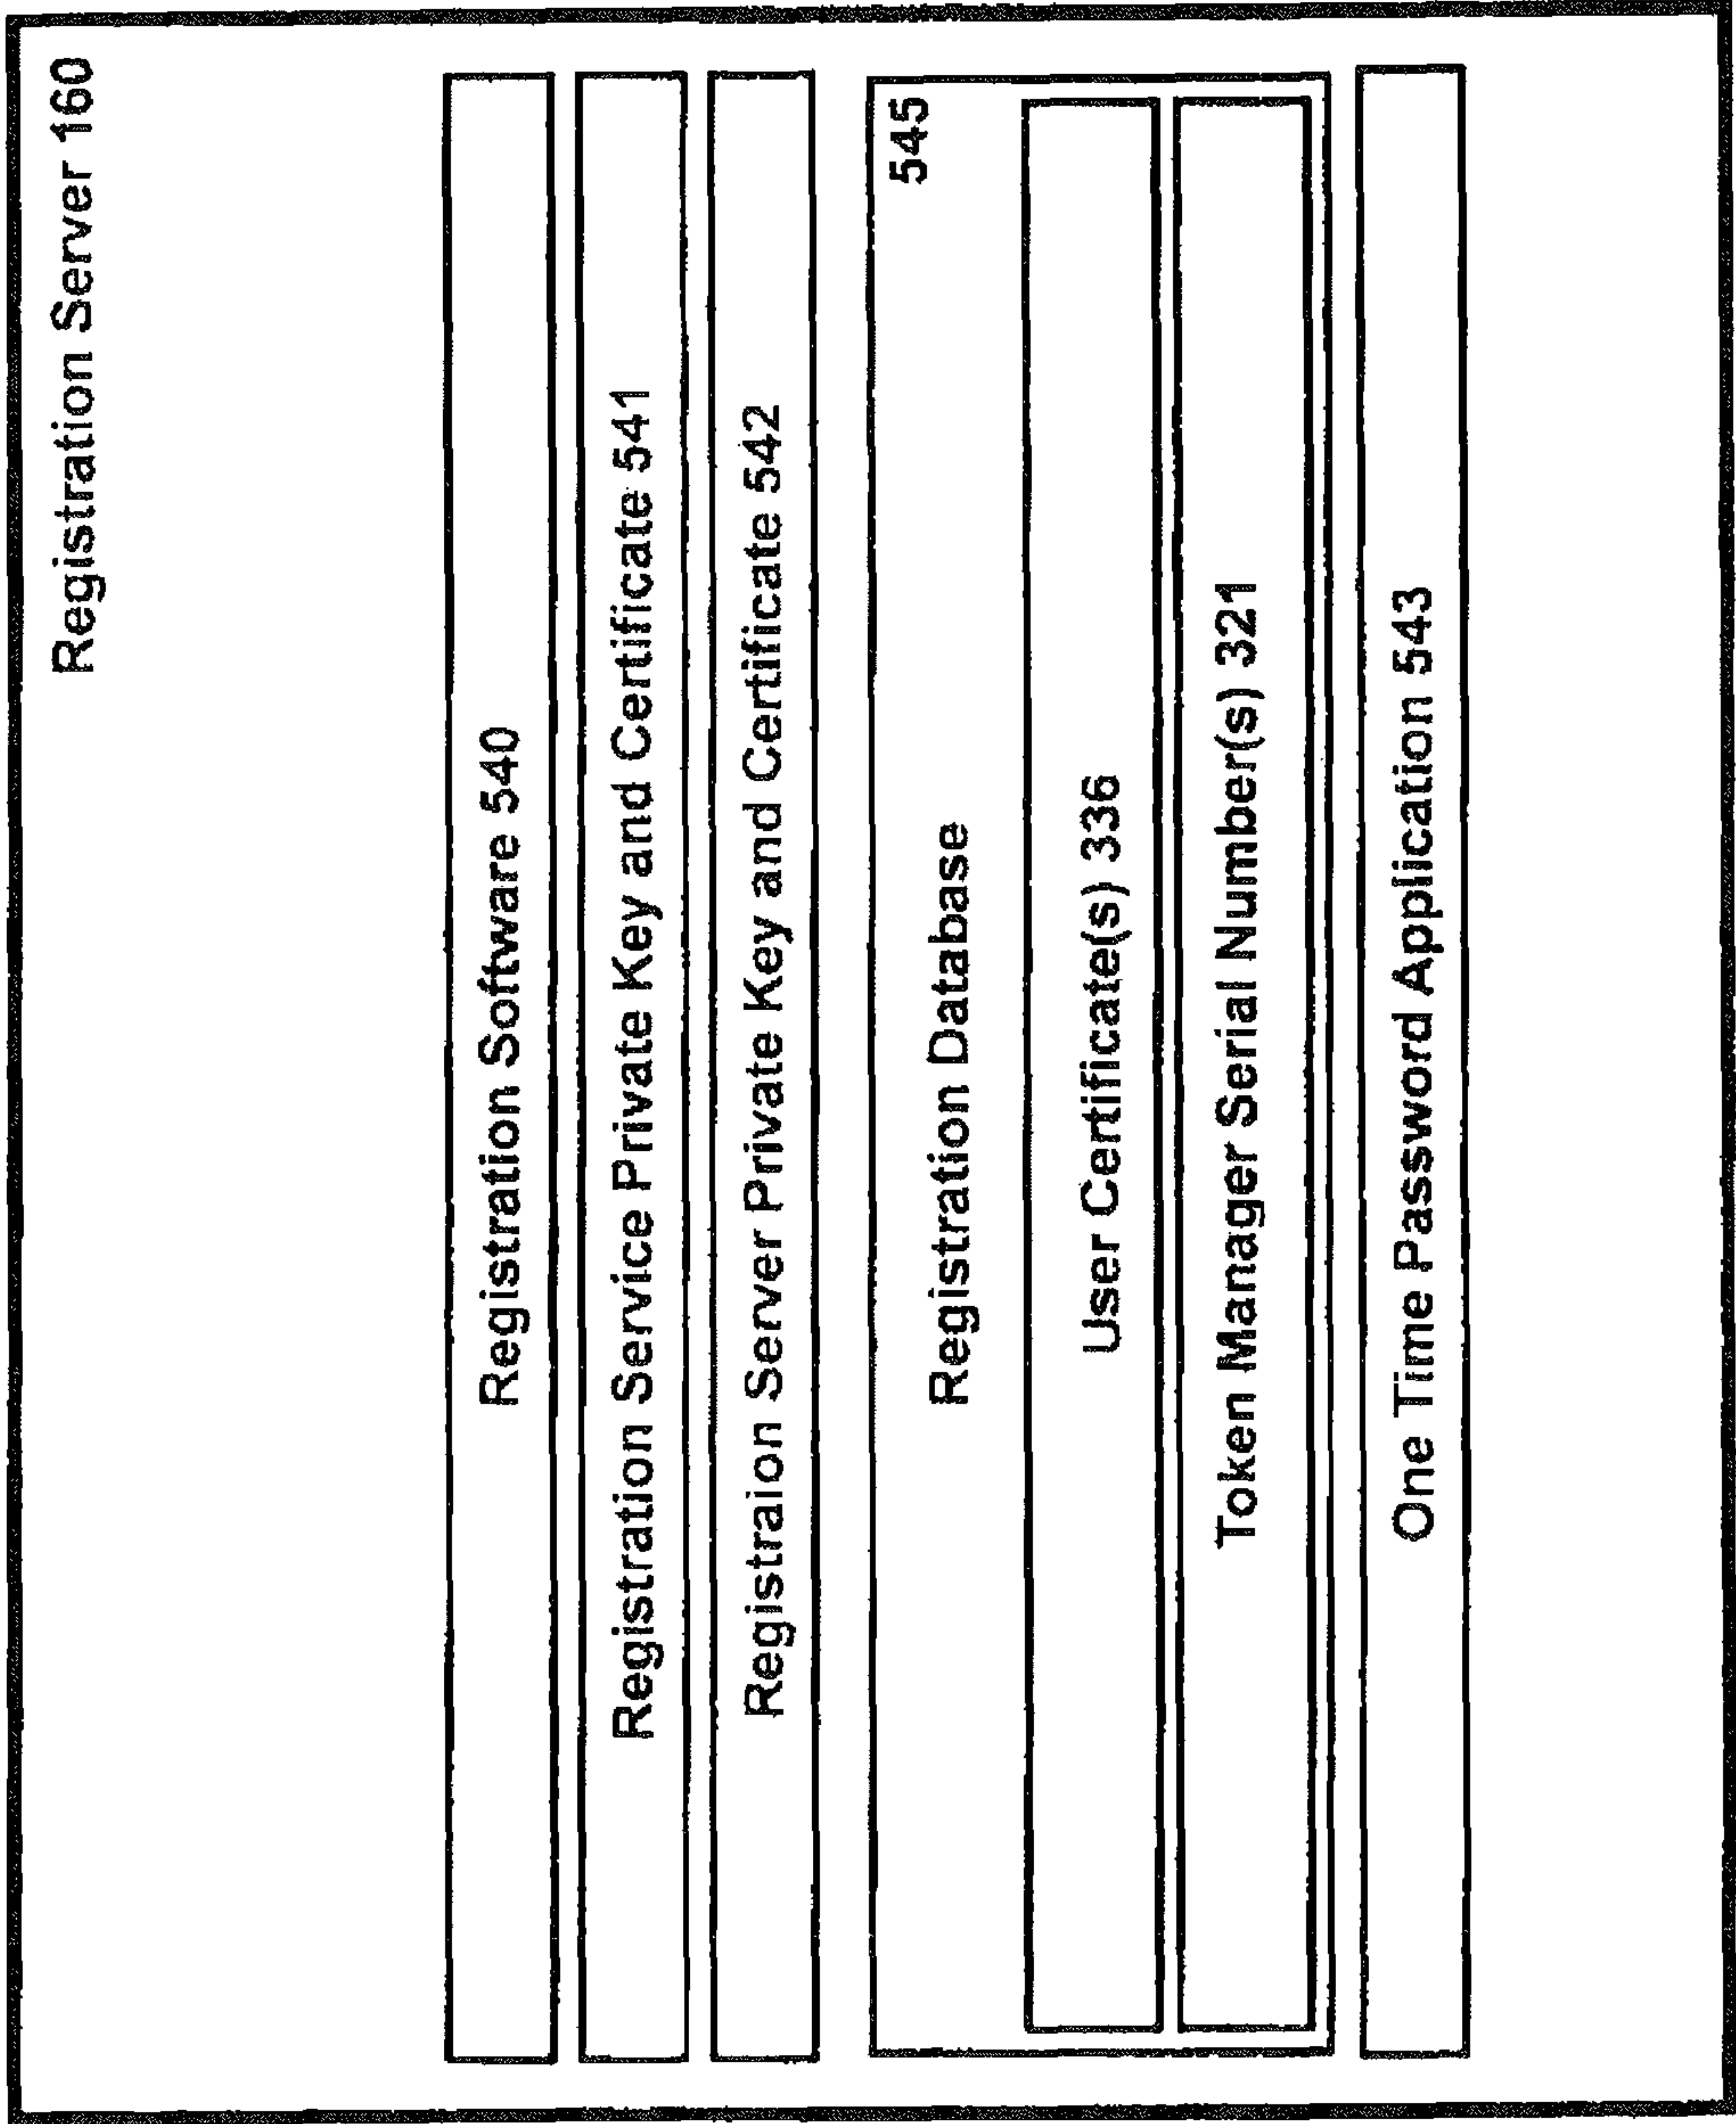 Registration Server 160
Registration Software 540
Registration Service Private Key and Certificate 541
Registraion Server Private Key and Certificate 542
545
Registration Database
User Certificate(s) 336
Token Manager Serial Number(s) 321
One Time Password Application 543